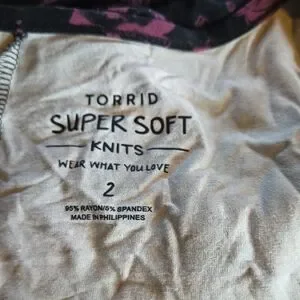 TORRID
SUPER SOFT
KNITS
WEAR WHAT YOU LOVE
2
95% RAYON/5% SPANDEX
MADE IN PHILIPPINES